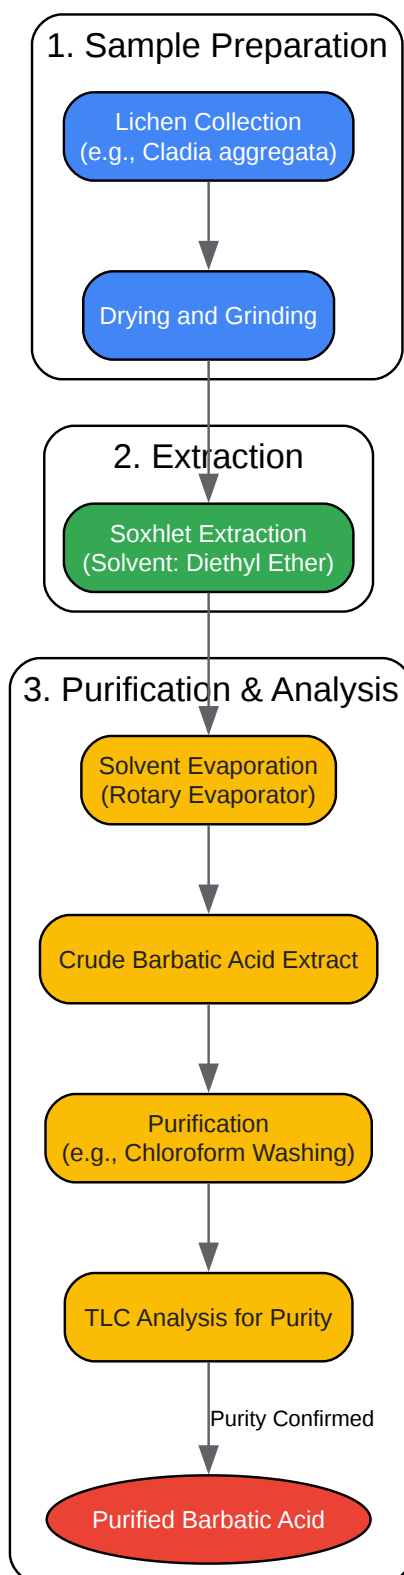 1. Sample Preparation
Lichen Collection
(e.g., Cladia aggregata)
Drying and Grinding
2. Extraction
Soxhlet Extraction
(Solvent: Diethyl Ether)
3. Purification & Analysis
Solvent Evaporation
(Rotary Evaporator)
Crude Barbatic Acid Extract
Purification
(e.g., Chloroform Washing)
TLC Analysis for Purity
Purity Confirmed
Purified Barbatic Acid